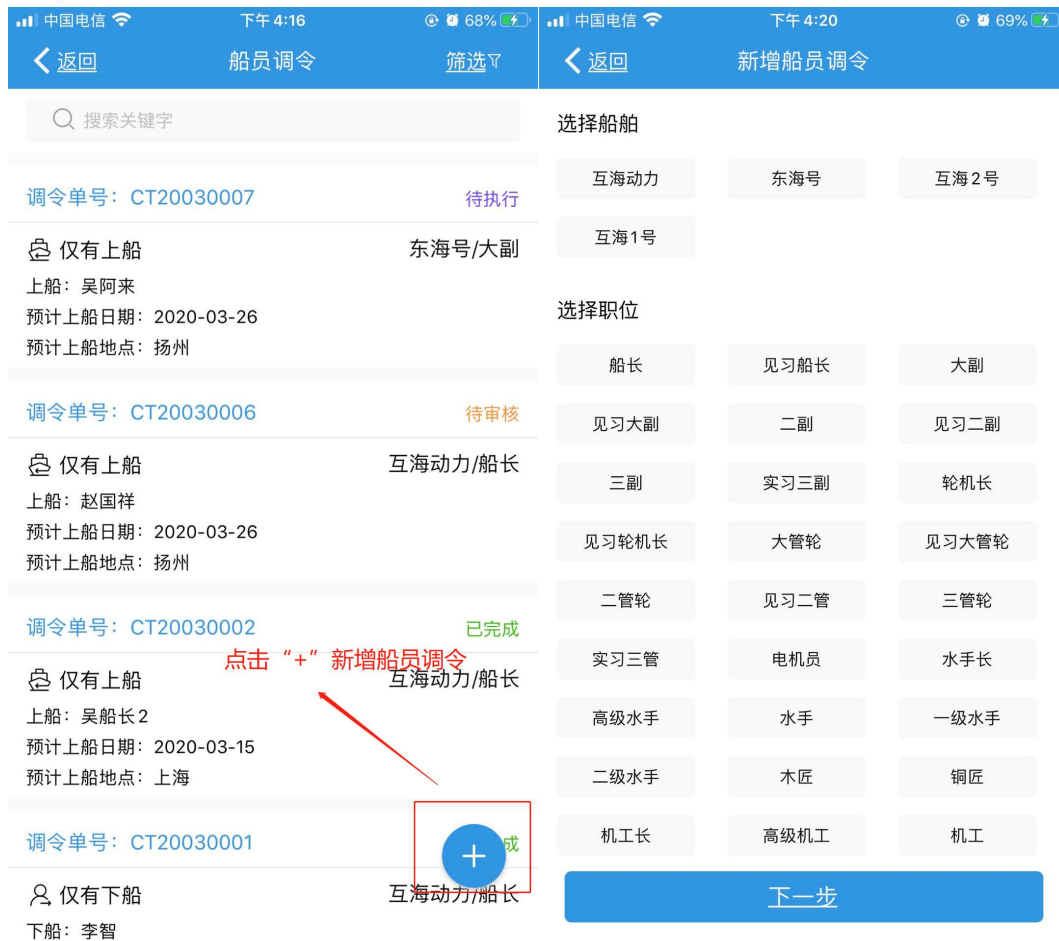 中国电信 下午 4:16 68%
返回 船员调令 筛选
搜索关键字
调令单号：CT20030007 待执行
仅有上船 东海号/大副
上船：吴阿来
预计上船日期：2020-03-26
预计上船地点：扬州
调令单号：CT20030006 待审核
仅有上船 互海动力/船长
上船：赵国祥
预计上船日期：2020-03-26
预计上船地点：扬州
调令单号：CT20030002 已完成
点击“+”新增船员调令
仅有上船 互海动力/船长
上船：吴船长2
预计上船日期：2020-03-15
预计上船地点：上海
调令单号：CT20030001 成
+
仅有下船 互海动力/船长
下船：李智
中国电信 下午 4:20 69%
返回 新增船员调令
选择船舶
互海动力 东海号 互海2号
互海1号
选择职位
船长 见习船长 大副
见习大副 二副 见习二副
三副 实习三副 轮机长
见习轮机长 大管轮 见习大管轮
二管轮 见习二管 三管轮
实习三管 电机员 水手长
高级水手 水手 一级水手
二级水手 木匠 铜匠
机工长 高级机工 机工
下一步